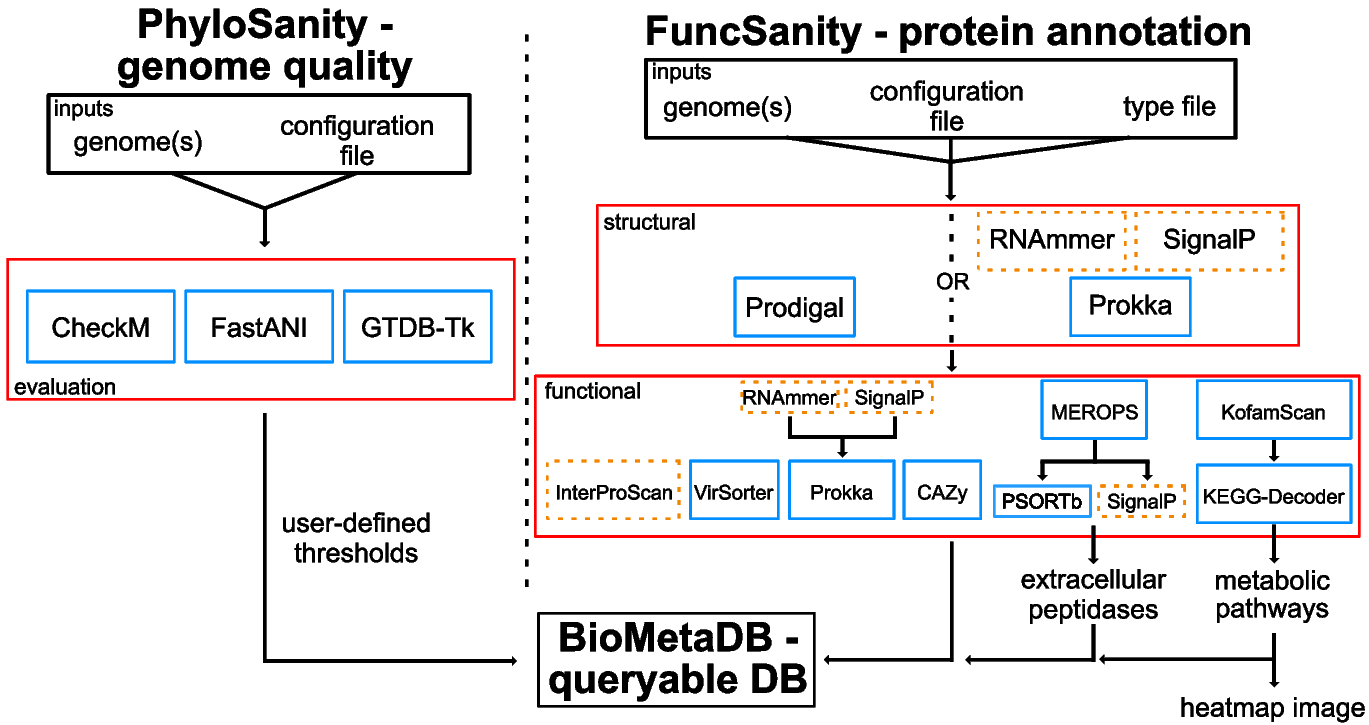 PhyloSanity -
genome quality
inputs
genome(s)
configuration
file
CheckM
FastANI
GTDB-Tk
evaluation
user-defined
thresholds
FuncSanity - protein annotation
inputs
genome(s)
configuration
file
type file
structural
RNAmmer
SignalP
OR
Prodigal
Prokka
functional
RNAmmer
SignalP
MEROPS
KofamScan
InterProScan
VirSorter
Prokka
CAZy
PSORTb
SignalP
KEGG-Decoder
extracellular
peptidases
metabolic
pathways
BioMetaDB -
queryable DB
heatmap image